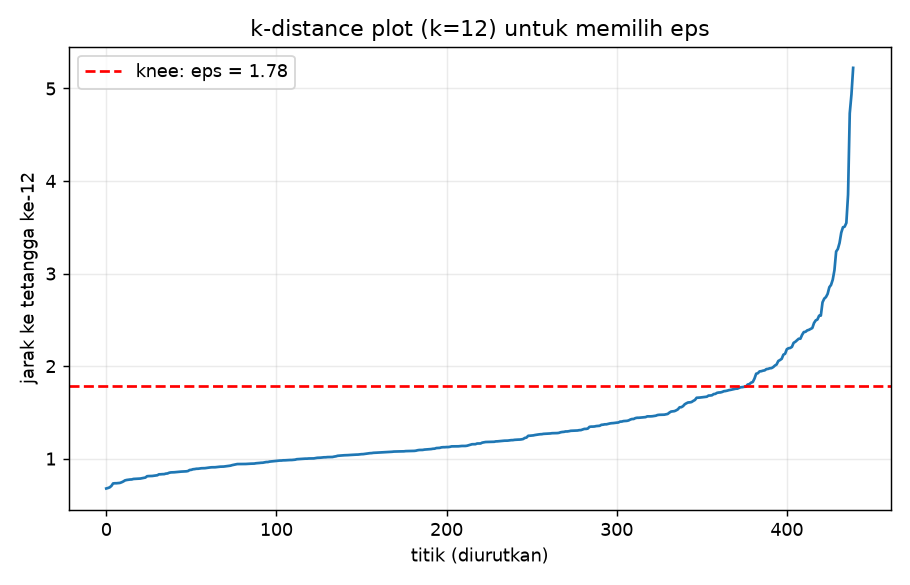 k-distance plot (k=12) untuk memilih eps
knee: eps = 1.78
jarak ke tetangga ke-12
5
4
3
2
1
0
100
200
300
400
titik (diurutkan)